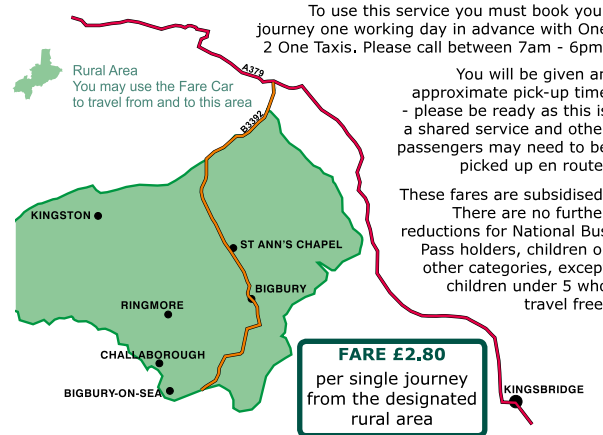 To use this service you must book you
journey one working day in advance with One
2 One Taxis. Please call between 7am - 6pm
Rural Area
You may use the Fare Car
to travel from and to this area
A379
B3392
You will be given an
approximate pick-up time
- please be ready as this is
a shared service and other
passengers may need to be
picked up en route
These fares are subsidised
There are no further
reductions for National Bus
Pass holders, children o
other categories, excep
children under 5 who
travel free
KINGSTON
ST ANN'S CHAPEL
BIGBURY
RINGMORE
CHALLABOROUGH
BIGBURY-ON-SEA
KINGSBRIDGE
FARE £2.80
per single journey
from the designated
rural area